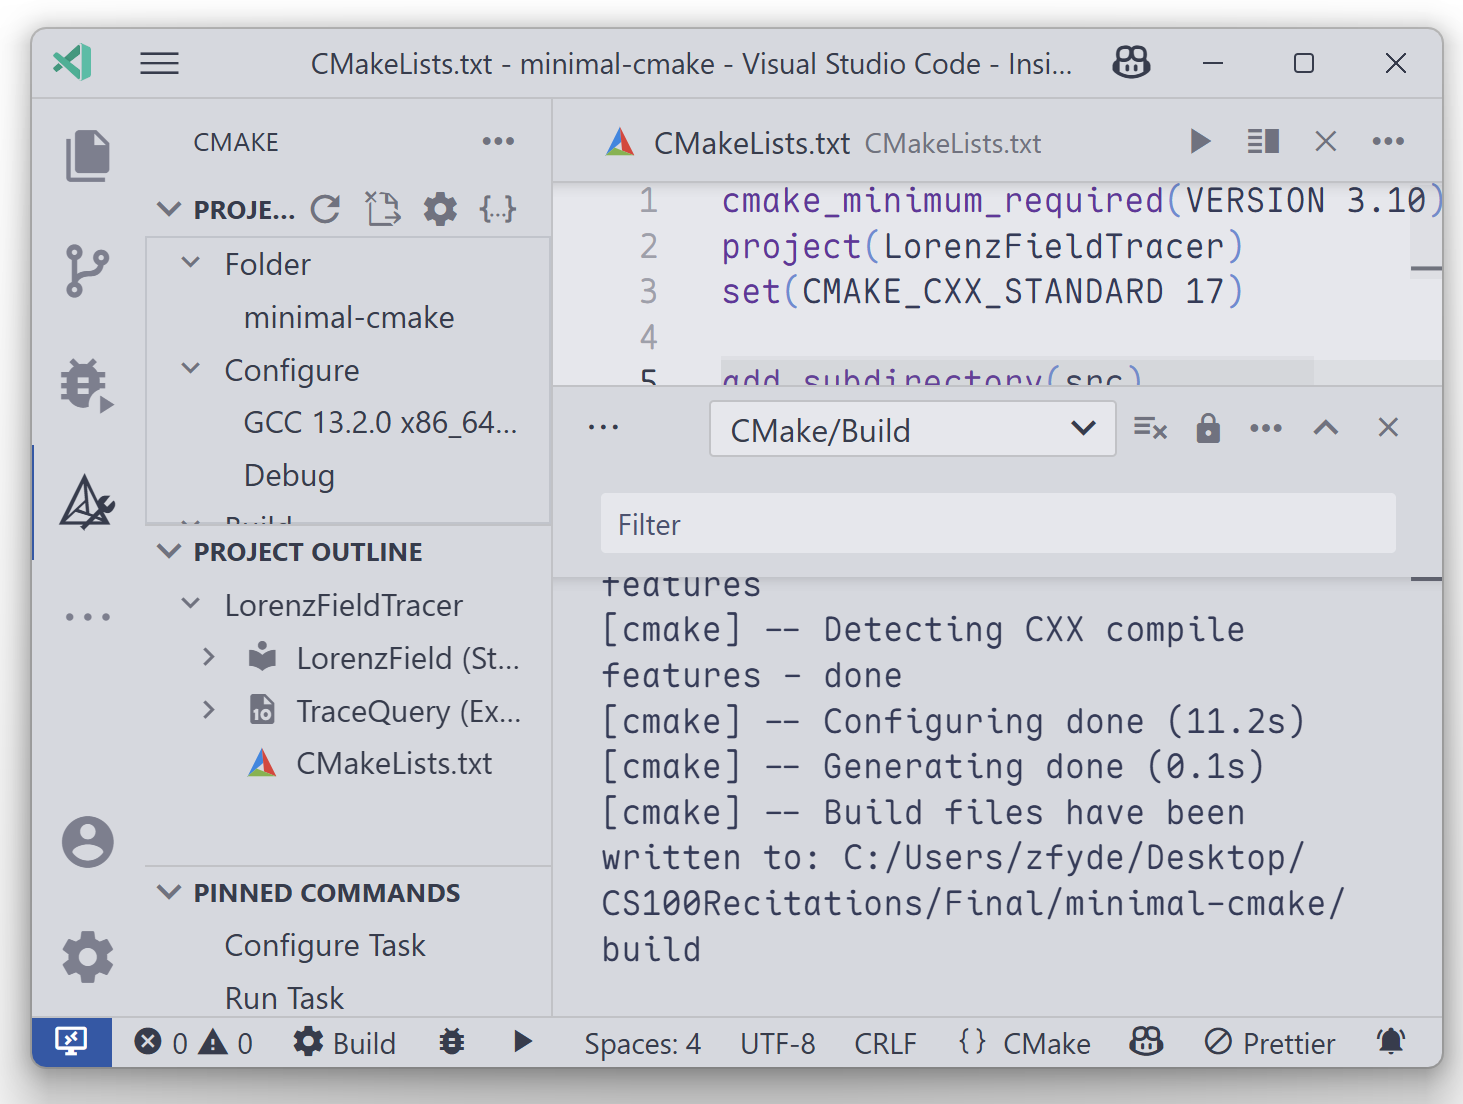 CMakeLists.txt - minimal-cmake - Visual Studio Code - Insi...
CMAKE
PROJE...
Folder
minimal-cmake
Configure
GCC 13.2.0 x86_64...
Debug
Build
PROJECT OUTLINE
LorenzFieldTracer
LorenzField (St...
TraceQuery (Ex...
CMakeLists.txt
PINNED COMMANDS
Configure Task
Run Task
CMakeLists.txt CMakeLists.txt
1 cmake_minimum_required(VERSION 3.10)
2 project(LorenzFieldTracer)
3 set(CMAKE_CXX_STANDARD 17)
4
5 add_subdirectory(src)
CMake/Build
Filter
features
[cmake] -- Detecting CXX compile
features - done
[cmake] -- Configuring done (11.2s)
[cmake] -- Generating done (0.1s)
[cmake] -- Build files have been
written to: C:/Users/zfyde/Desktop/
CS100Recitations/Final/minimal-cmake/
build
0 0 Build Spaces: 4 UTF-8 CRLF {} CMake Prettier